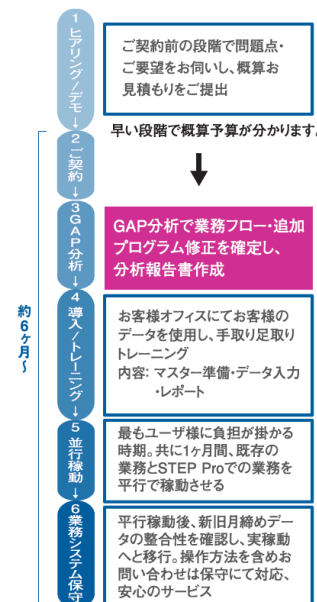 1 ヒアリング/デモ→
ご契約前の段階で問題点・
ご要望をお伺いし、概算お
見積もりをご提出
早い段階で概算予算が分かります。
2 ご契約→
3 GAP分析→
GAP分析で業務フロー・追加
プログラム修正を確定し、
分析報告書作成
約6ヶ月〜
4 導入/トレーニング→
お客様オフィスにてお客様の
データを使用し、手取り足取り
トレーニング
内容: マスター準備・データ入力
・レポート
5 並行稼動→
最もユーザ様に負担が掛かる
時期。共に1ヶ月間、既存の
業務とSTEP Proでの業務を
平行で稼動させる
6 業務システム保守
平行稼動後、新旧月締めデー
タの整合性を確認し、実稼動
へと移行。操作方法を含めお
問い合わせは保守にて対応、
安心のサービス